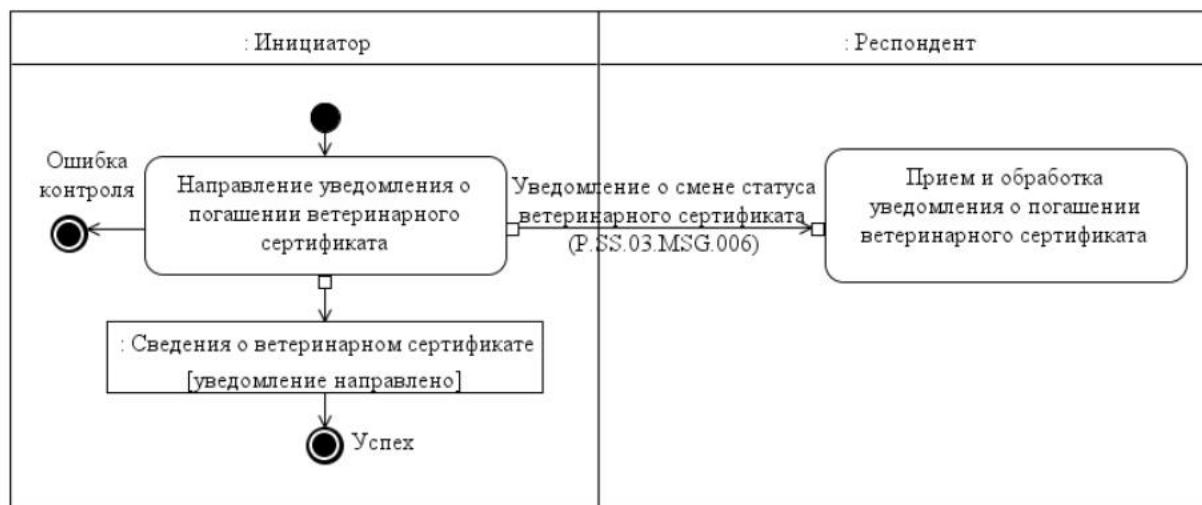 : Инициатор
: Респондент
Ошибка
контроля
Направление уведомления о
погашении ветеринарного
сертификата
Уведомление о смене статуса
ветеринарного сертификата
(P.SS.03.MSG.006)
Прием и обработка
уведомления о погашении
ветеринарного сертификата
: Сведения о ветеринарном сертификате
[уведомление направлено]
Успех